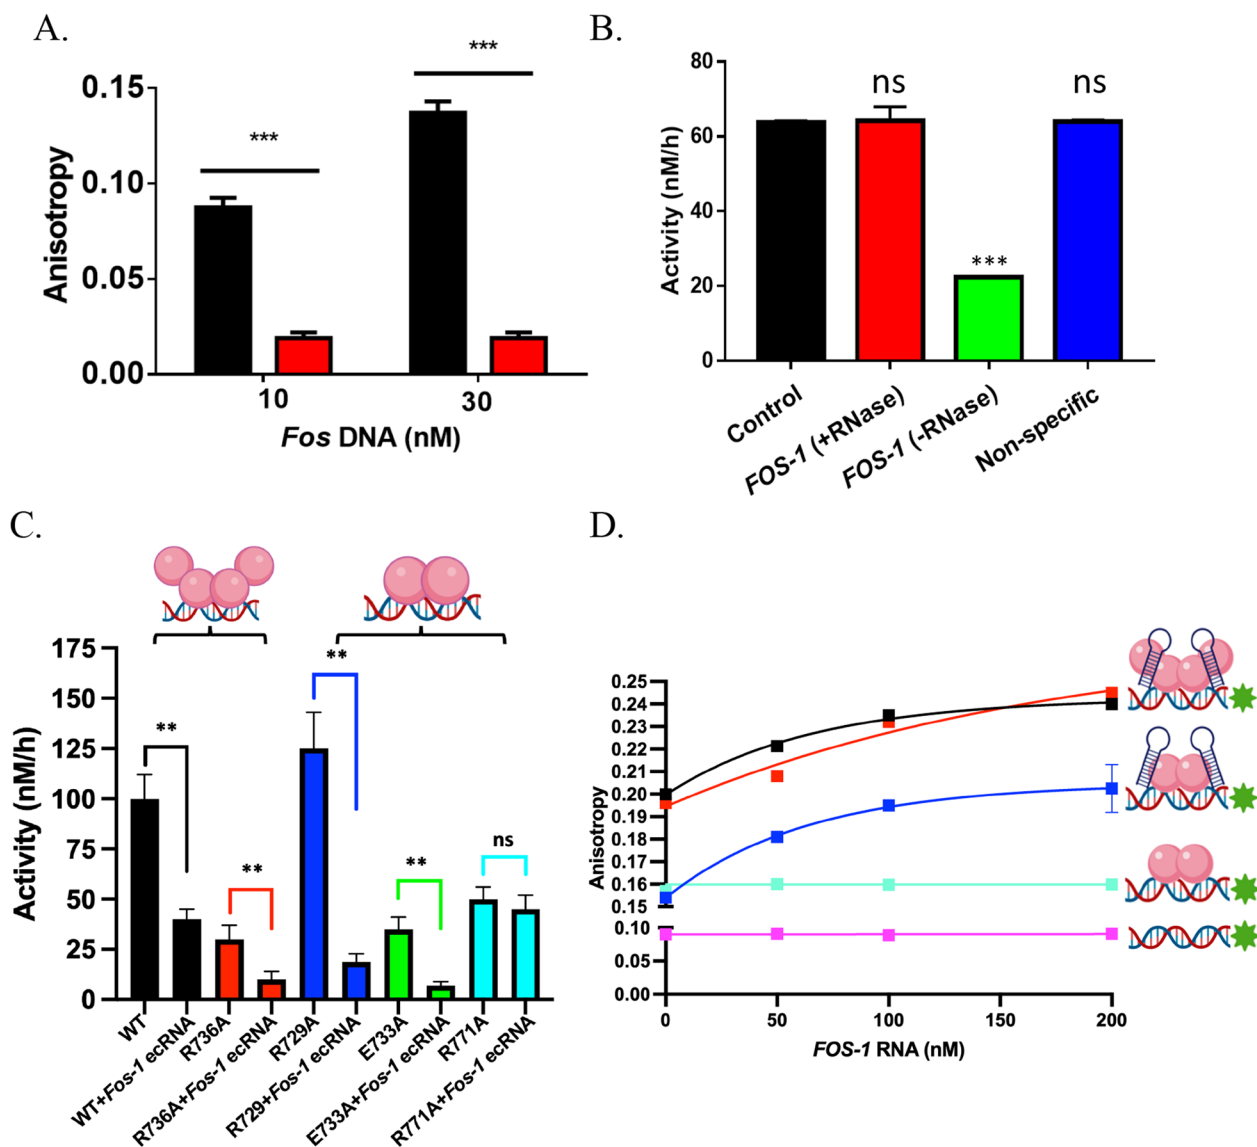 A.
***
***
0.15
0.10
0.05
0.00
Anisotropy
10
30
Fos DNA (nM)
B.
80
60
40
20
0
Activity (nM/h)
ns
***
ns
Control
FOS-1 (+RNase)
FOS-1 (-RNase)
Non-specific
C.
175
150
125
100
75
50
25
0
Activity (nM/h)
**
**
**
**
ns
WT
WT+Fos-1 ecRNA
R736A
R736A+Fos-1 ecRNA
R729A
R729+Fos-1 ecRNA
E733A
E733A+Fos-1 ecRNA
R771A
R771A+Fos-1 ecRNA
D.
0.25
0.24
0.23
0.22
0.21
0.20
0.19
0.18
0.17
0.16
0.15
0.10
0.05
0.00
Anisotropy
0
50
100
150
200
FOS-1 RNA (nM)